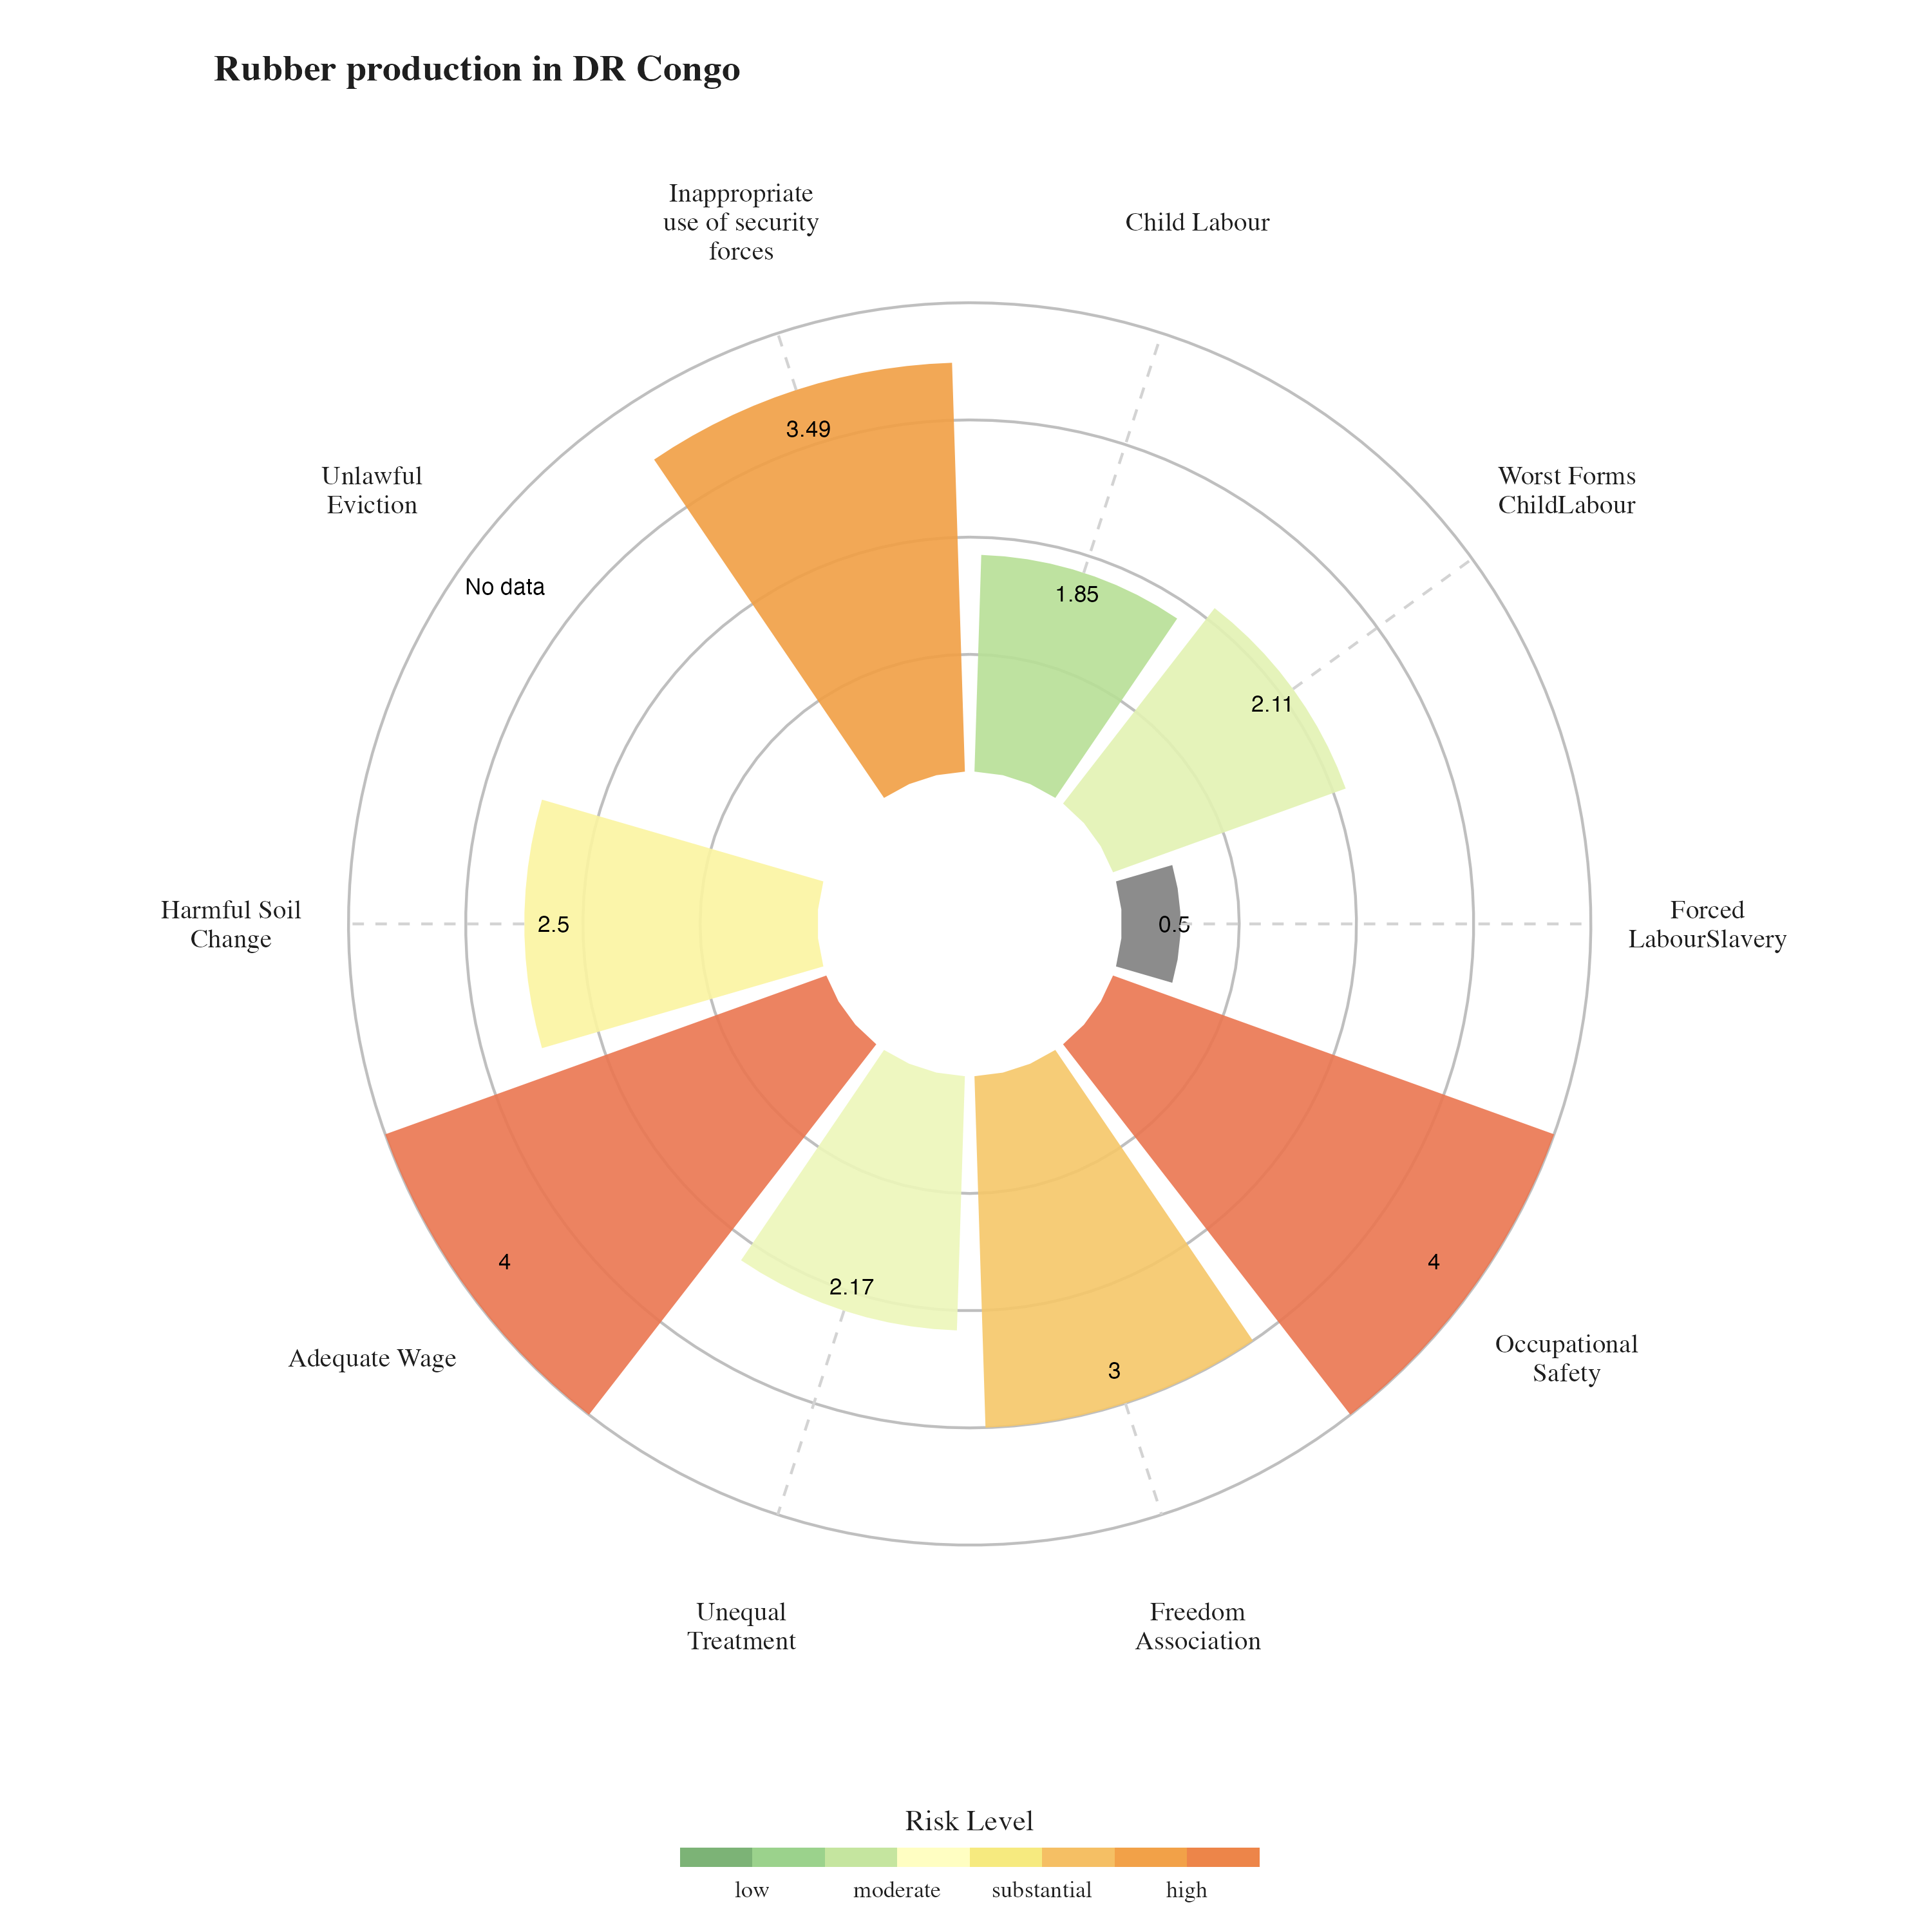 Rubber production in DR Congo
Inappropriate
use of security
forces
Child Labour
Unlawful
Eviction
Worst Forms
ChildLabour
3.49
No data
1.85
2.11
Harmful Soil
Change
2.5
0.5
Forced
LabourSlavery
4
4
2.17
3
Adequate Wage
Occupational
Safety
Unequal
Treatment
Freedom
Association
Risk Level
low moderate substantial high